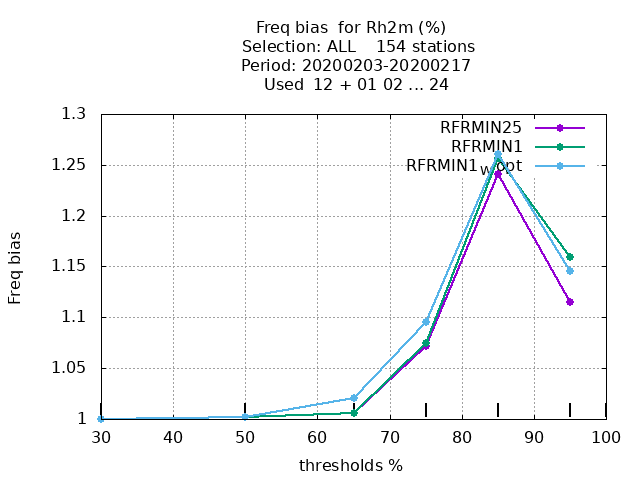 Freq bias  for Rh2m (%)
Selection: ALL    154 stations
Period: 20200203-20200217
Used  12 + 01 02 ... 24
1.3
1.25
1.2
1.15
1.1
1.05
1
Freq bias
RFRMIN25
RFRMIN1
RFRMIN1wopt
30 40 50 60 70 80 90 100
thresholds %